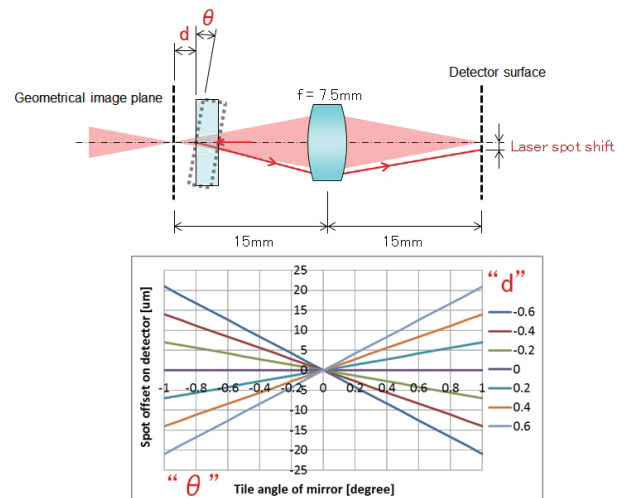 θ
d
Geometrical image plane
f = 7.5mm
Detector surface
Laser spot shift
15mm
15mm
"d"
Spot offset on detector [um]
25
20
15
10
5
0
-5
-10
-15
-20
-25
-1
-0.8
-0.6
-0.4
-0.2
0
0.2
0.4
0.6
0.8
1
-0.6
-0.4
-0.2
0
0.2
0.4
0.6
"θ"
Tile angle of mirror [degree]